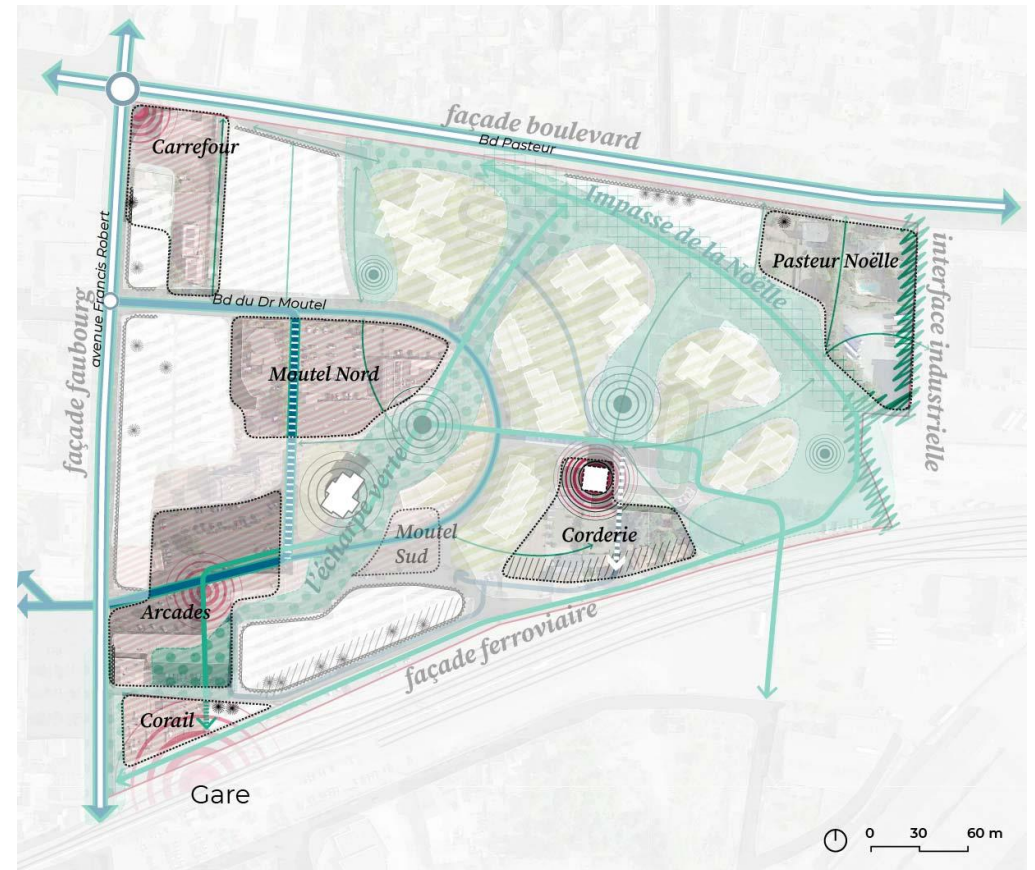 façade boulevard
Bd Pasteur
Carrefour
avenue Francis Robert
façade faubourg
Impasse de la Noëlle
Pasteur Noëlle
interface industrielle
Bd du Dr Moutel
Moutel Nord
l'écharpe verte
Moutel
Sud
Corderie
Arcades
façade ferroviaire
Corail
Gare
0 30 60 m